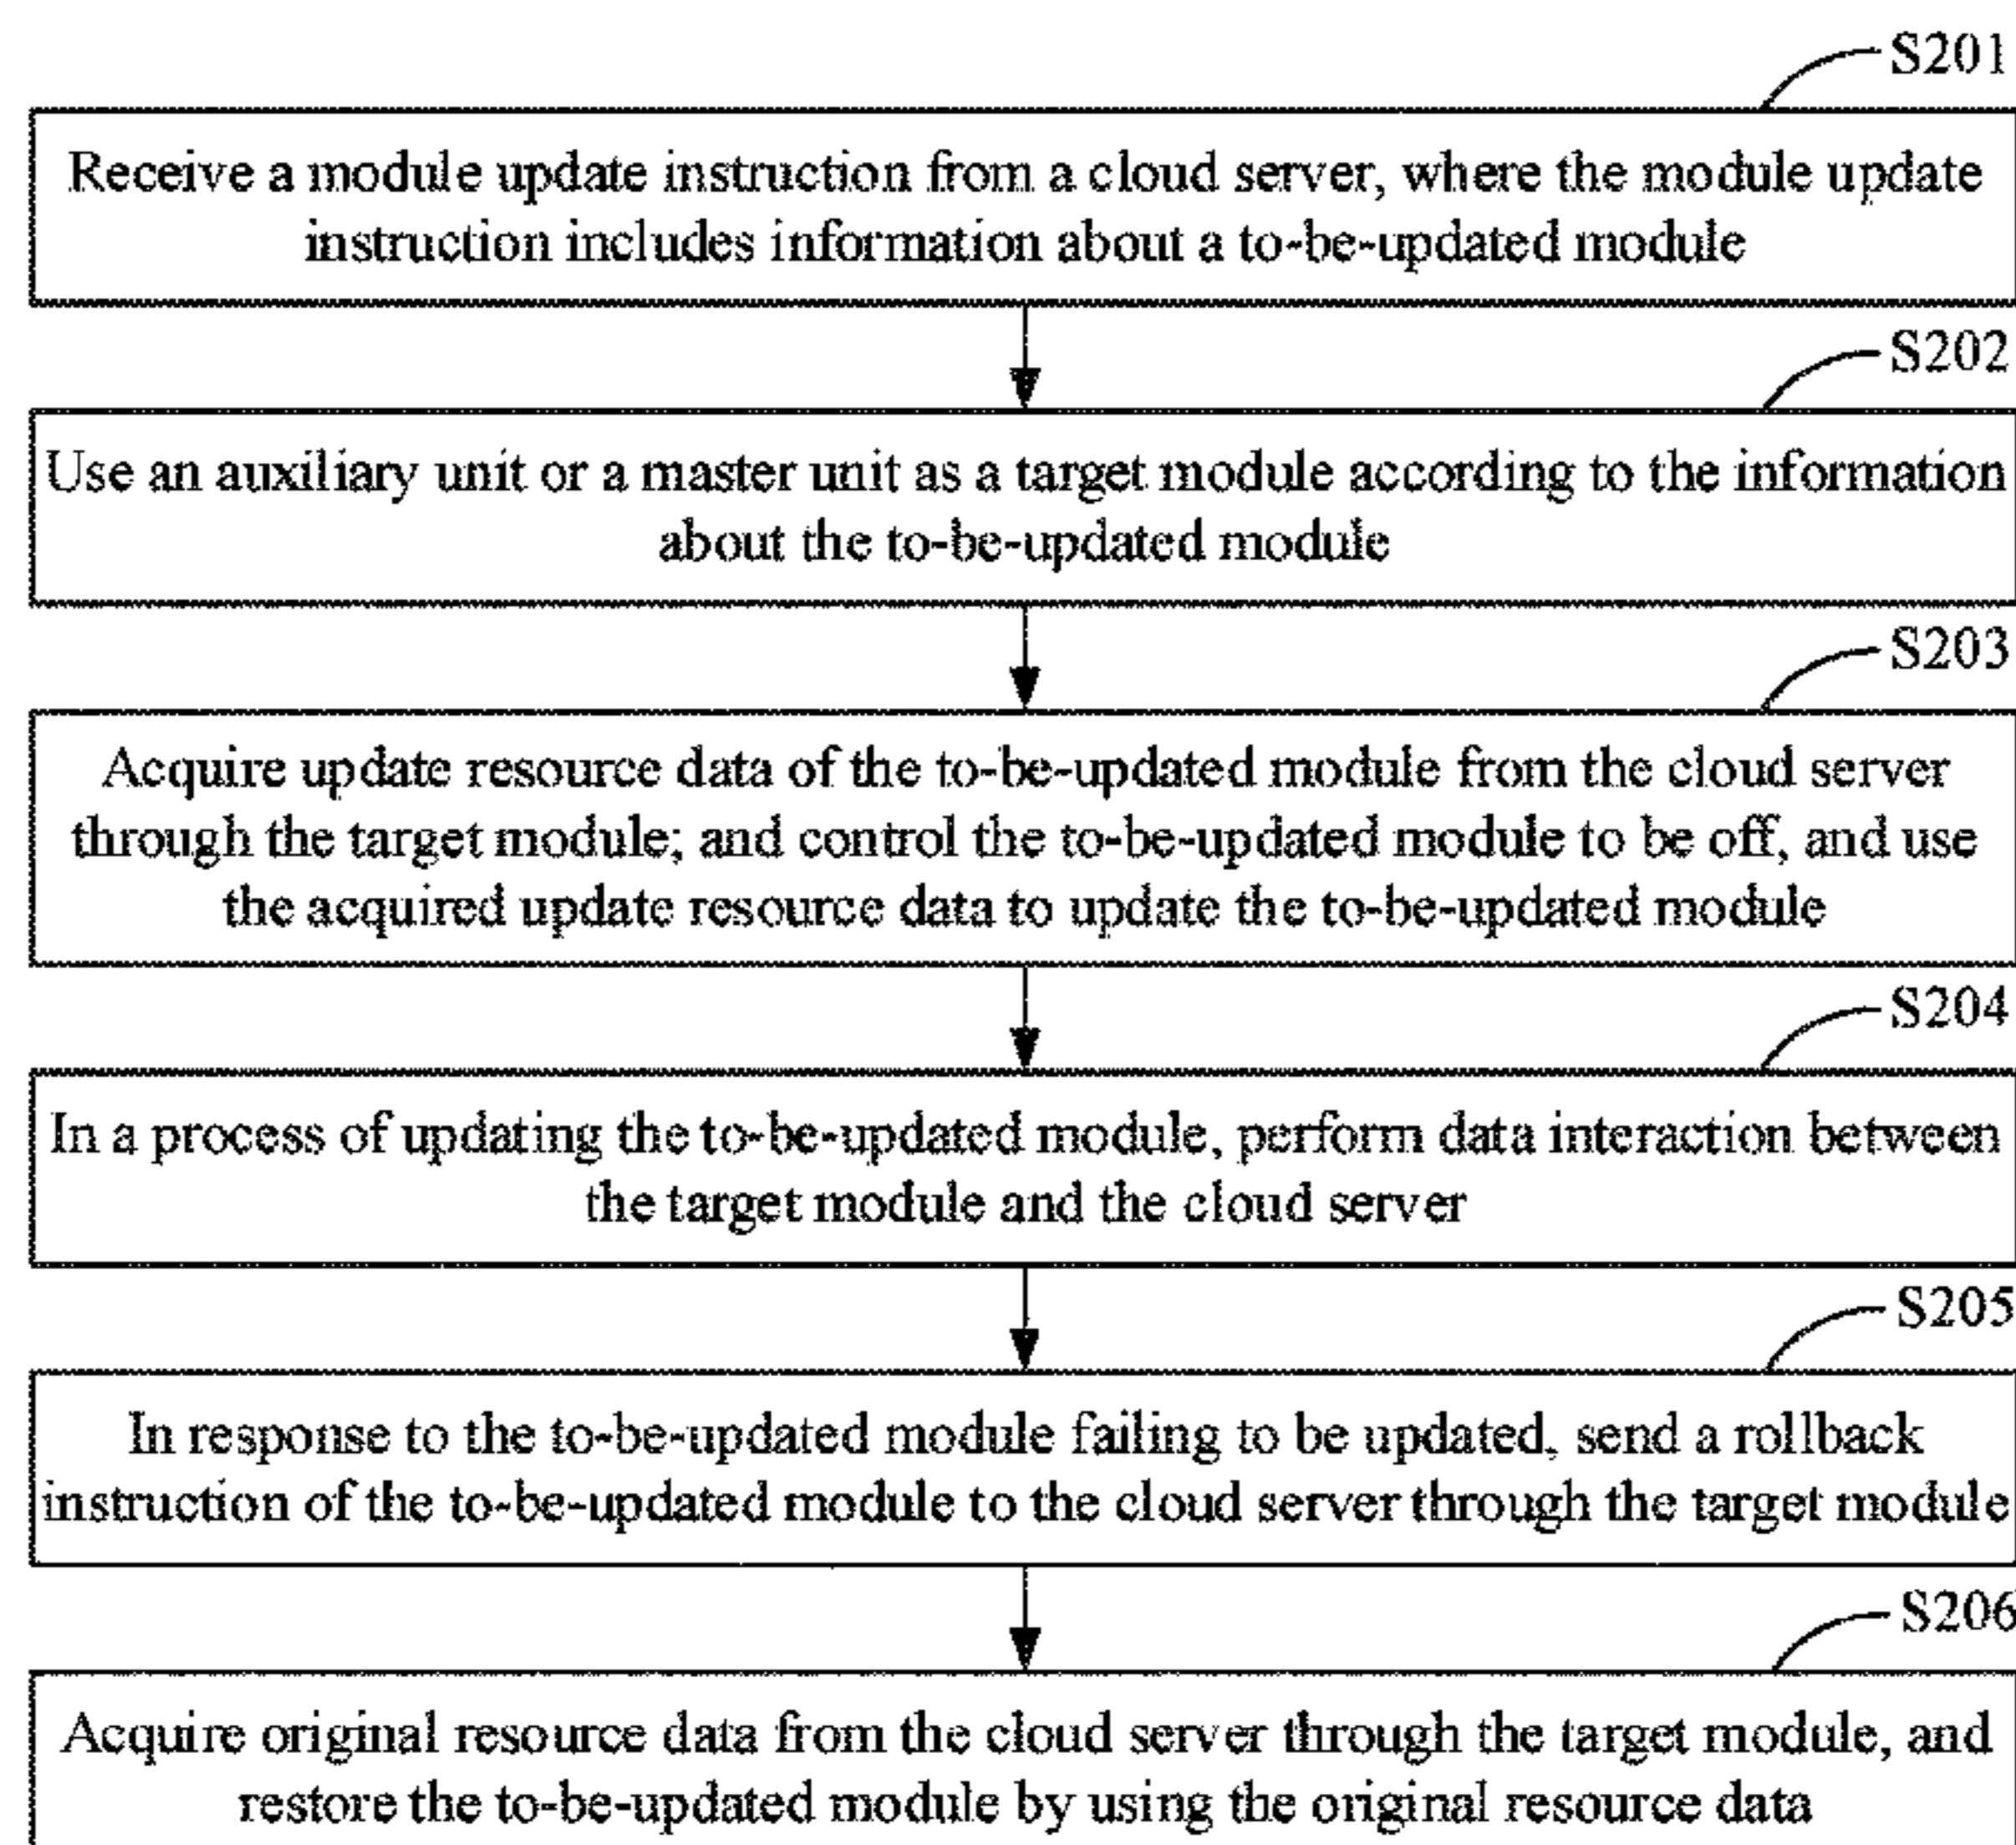 S201
Receive a module update instruction from a cloud server, where the module update
instruction includes information about a to-be-updated module
S202
Use an auxiliary unit or a master unit as a target module according to the information
about the to-be-updated module
S203
Acquire update resource data of the to-be-updated module from the cloud server
through the target module; and control the to-be-updated module to be off, and use
the acquired update resource data to update the to-be-updated module
S204
In a process of updating the to-be-updated module, perform data interaction between
the target module and the cloud server
S205
In response to the to-be-updated module failing to be updated, send a rollback
instruction of the to-be-updated module to the cloud server through the target module
S206
Acquire original resource data from the cloud server through the target module, and
restore the to-be-updated module by using the original resource data